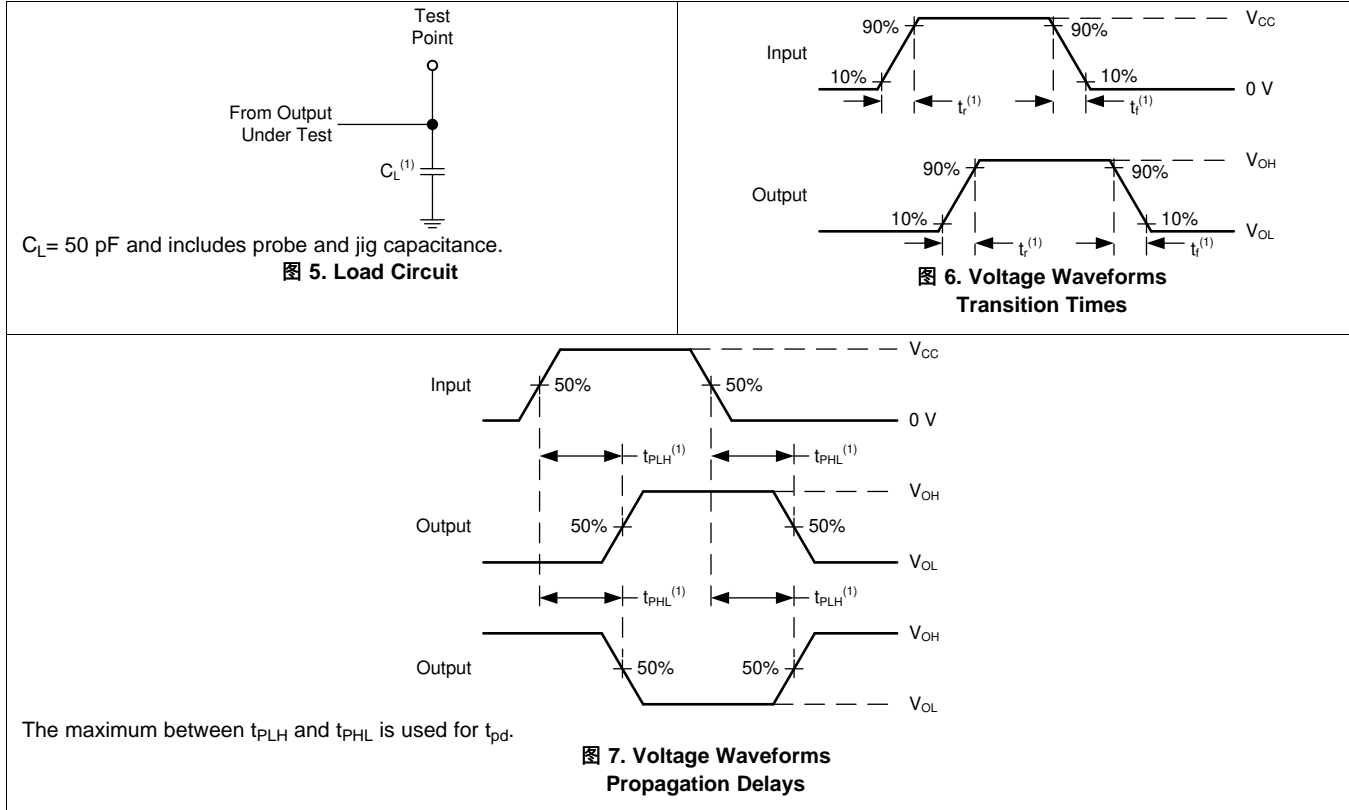 Test
Point
From Output
Under Test
C_L^(1)
C_L= 50 pF and includes probe and jig capacitance.
图 5. Load Circuit
V_CC
90%
90%
Input
10%
10%
0 V
t_r^(1)
t_f^(1)
V_OH
90%
90%
Output
10%
10%
V_OL
t_r^(1)
t_f^(1)
图 6. Voltage Waveforms
Transition Times
V_CC
Input
50%
50%
0 V
t_PLH^(1)
t_PHL^(1)
V_OH
Output
50%
50%
V_OL
t_PHL^(1)
t_PLH^(1)
V_OH
Output
50%
50%
V_OL
The maximum between t_PLH and t_PHL is used for t_pd.
图 7. Voltage Waveforms
Propagation Delays